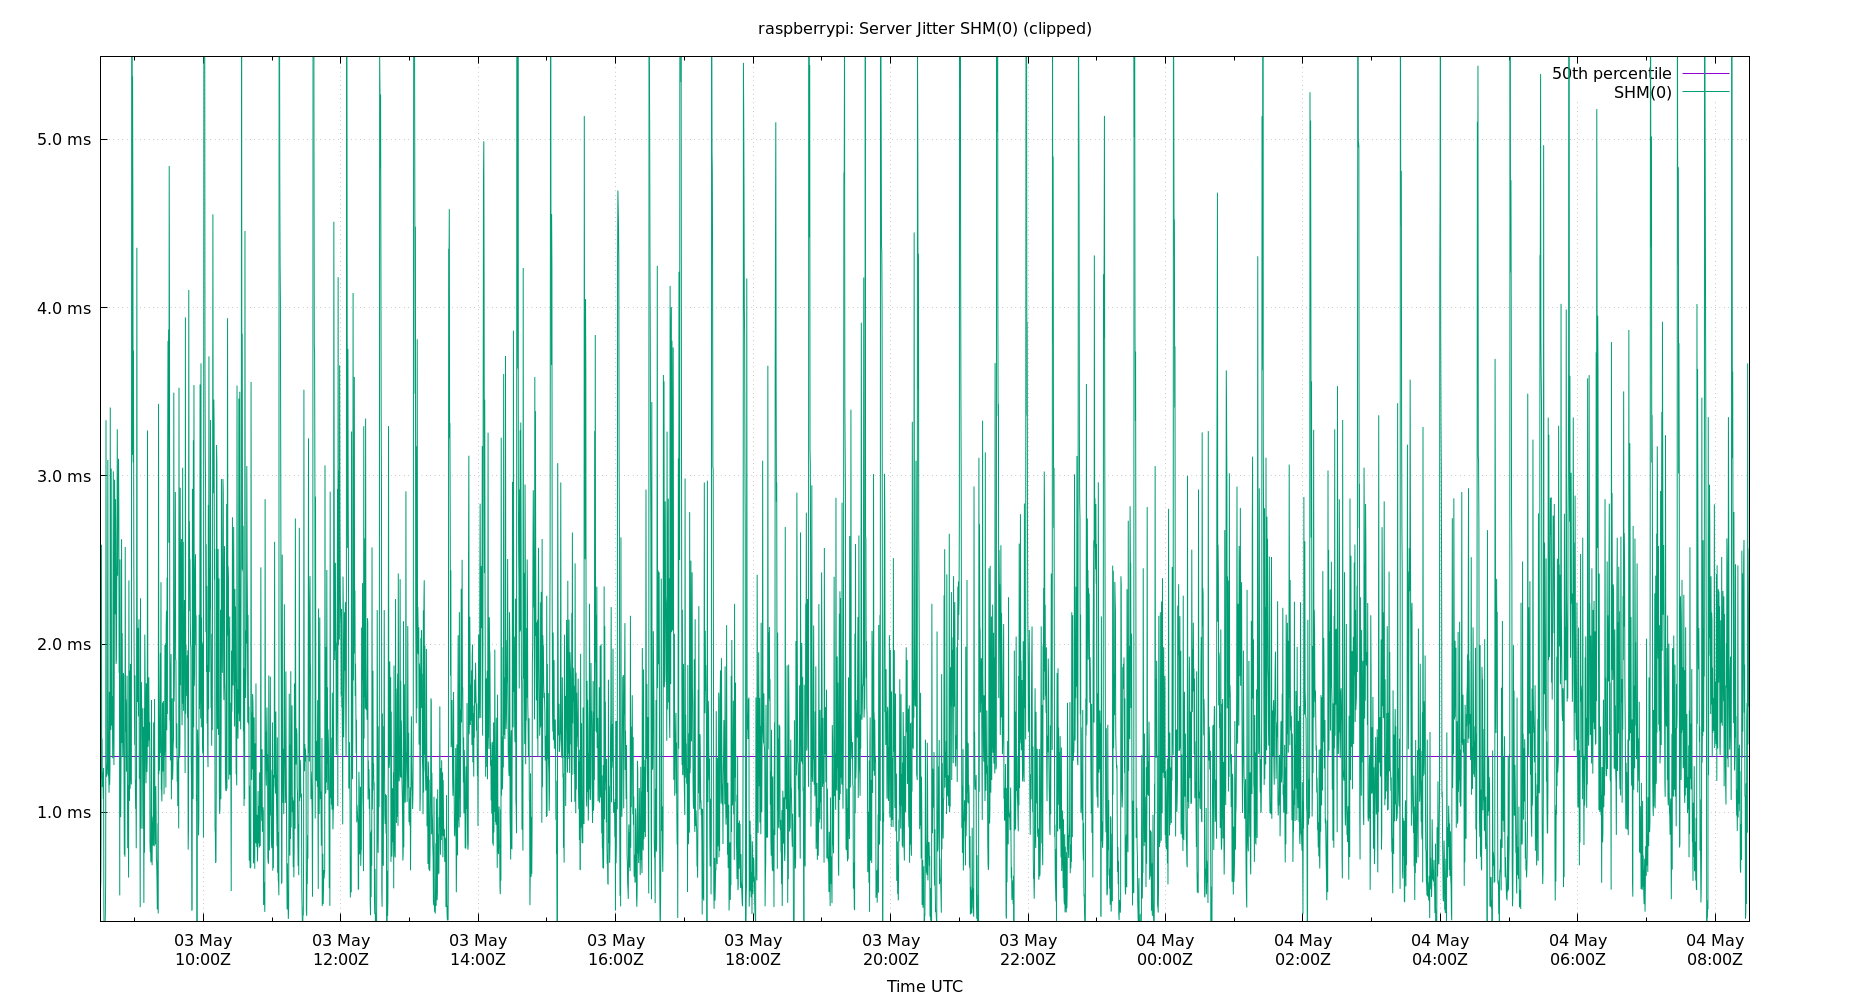 raspberrypi: Server Jitter SHM(0) (clipped)
50th percentile
SHM(0)
5.0 ms
4.0 ms
3.0 ms
2.0 ms
1.0 ms
03 May 03 May 03 May 03 May 03 May 03 May 03 May 04 May 04 May 04 May 04 May 04 May
10:00Z 12:00Z 14:00Z 16:00Z 18:00Z 20:00Z 22:00Z 00:00Z 02:00Z 04:00Z 06:00Z 08:00Z
Time UTC